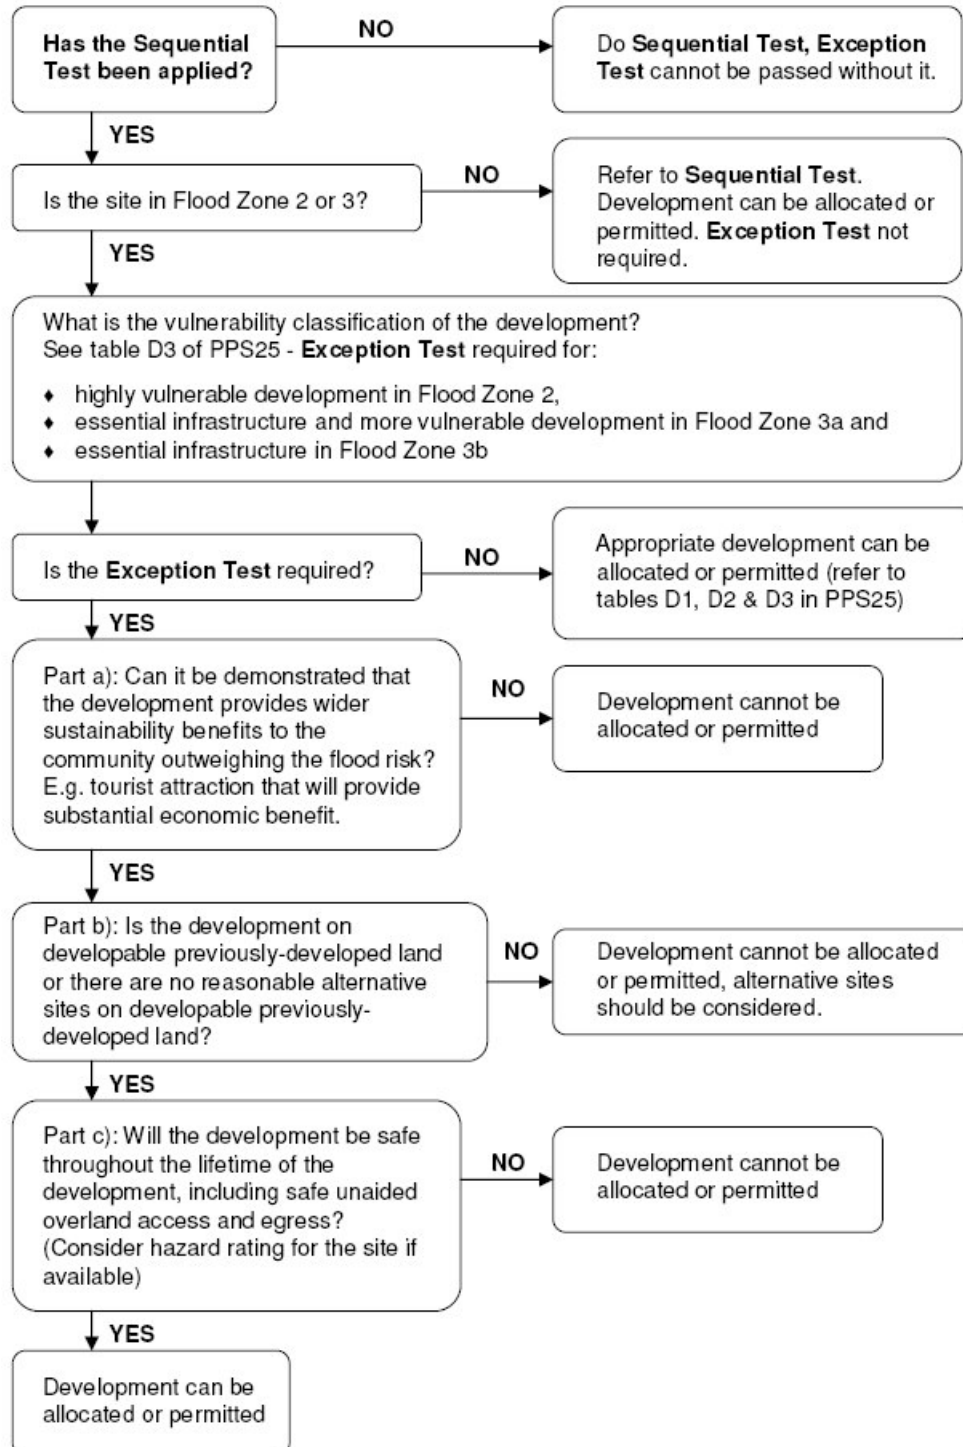 Has the Sequential
Test been applied?
NO
Do Sequential Test, Exception
Test cannot be passed without it.
YES
Is the site in Flood Zone 2 or 3?
NO
Refer to Sequential Test.
Development can be allocated or
permitted. Exception Test not
required.
YES
What is the vulnerability classification of the development?
See table D3 of PPS25 - Exception Test required for:
♦ highly vulnerable development in Flood Zone 2,
♦ essential infrastructure and more vulnerable development in Flood Zone 3a and
♦ essential infrastructure in Flood Zone 3b
Is the Exception Test required?
NO
Appropriate development can be
allocated or permitted (refer to
tables D1, D2 & D3 in PPS25)
YES
Part a): Can it be demonstrated that
the development provides wider
sustainability benefits to the
community outweighing the flood risk?
E.g. tourist attraction that will provide
substantial economic benefit.
NO
Development cannot be
allocated or permitted
YES
Part b): Is the development on
developable previously-developed land
or there are no reasonable alternative
sites on developable previously-
developed land?
NO
Development cannot be allocated
or permitted, alternative sites
should be considered.
YES
Part c): Will the development be safe
throughout the lifetime of the
development, including safe unaided
overland access and egress?
(Consider hazard rating for the site if
available)
NO
Development cannot be
allocated or permitted
YES
Development can be
allocated or permitted